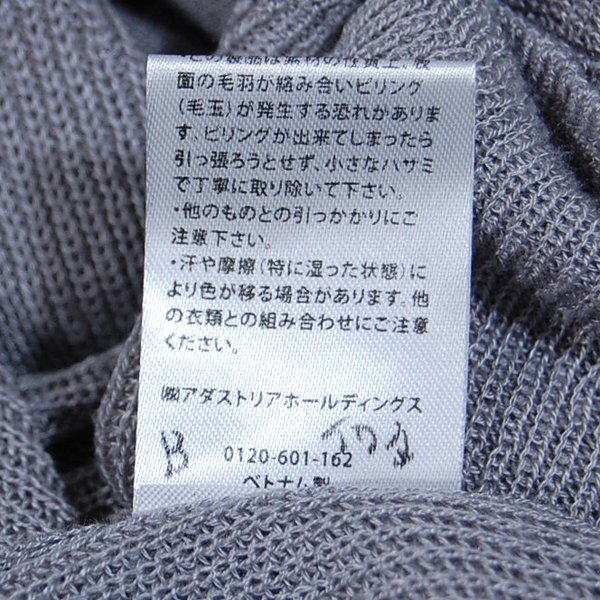 面の毛羽が絡み合いピリング
(毛玉)が発生する恐れがありま
す。ピリングが出来てしまったら
引っ張ろうとせず、小さなハサミ
で丁寧に取り除いて下さい。
・他のものとの引っかかりにご
注意下さい。
・汗や摩擦(特に湿った状態)に
より色が移る場合があります。他
の衣類との組み合わせにご注意
ください。
㈱アダストリアホールディングス
B
0120-601-162
ベトナム製